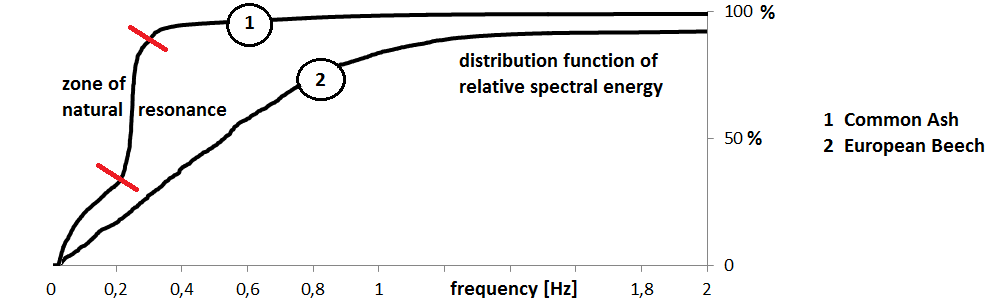 100 %
1
zone of
natural resonance
2
distribution function of
relative spectral energy
50 %
1 Common Ash
2 European Beech
0
0 0,2 0,4 0,6 0,8 1 frequency [Hz] 1,8 2